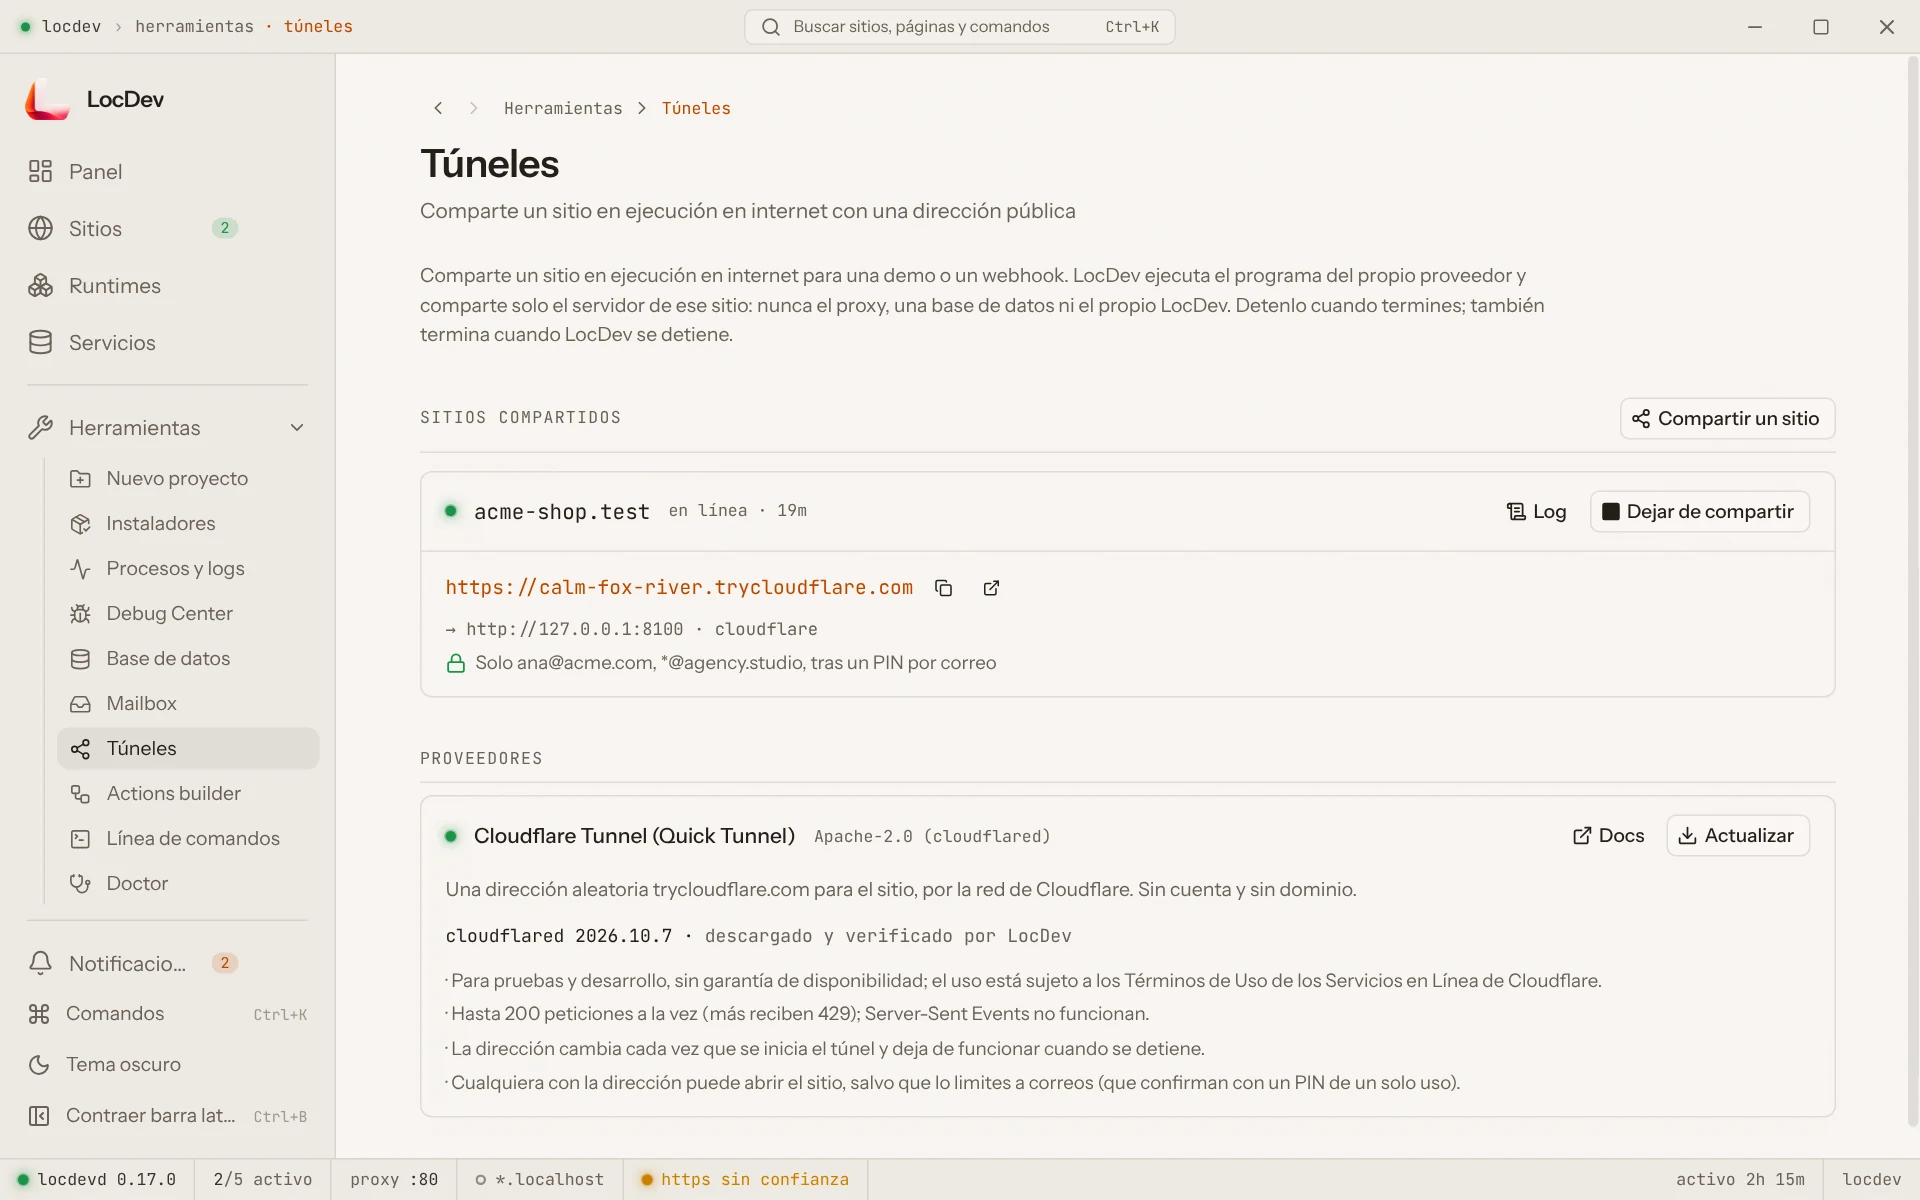 locdev › herramientas · túneles
Buscar sitios, páginas y comandos Ctrl+K
LocDev
Panel
Sitios 2
Runtimes
Servicios
Herramientas
Nuevo proyecto
Instaladores
Procesos y logs
Debug Center
Base de datos
Mailbox
Túneles
Actions builder
Línea de comandos
Doctor
Notificacio... 2
Comandos Ctrl+K
Tema oscuro
Contraer barra lat... Ctrl+B
Herramientas > Túneles
Túneles
Comparte un sitio en ejecución en internet con una dirección pública
Comparte un sitio en ejecución en internet para una demo o un webhook. LocDev ejecuta el programa del propio proveedor y
comparte solo el servidor de ese sitio: nunca el proxy, una base de datos ni el propio LocDev. Detenlo cuando termines; también
termina cuando LocDev se detiene.
SITIOS COMPARTIDOS
Compartir un sitio
acme-shop.test en línea · 19m
Log
Dejar de compartir
https://calm-fox-river.trycloudflare.com
→ http://127.0.0.1:8100 · cloudflare
Solo ana@acme.com, *@agency.studio, tras un PIN por correo
PROVEEDORES
Cloudflare Tunnel (Quick Tunnel) Apache-2.0 (cloudflared)
Docs
Actualizar
Una dirección aleatoria trycloudflare.com para el sitio, por la red de Cloudflare. Sin cuenta y sin dominio.
cloudflared 2026.10.7 · descargado y verificado por LocDev
· Para pruebas y desarrollo, sin garantía de disponibilidad; el uso está sujeto a los Términos de Uso de los Servicios en Línea de Cloudflare.
· Hasta 200 peticiones a la vez (más reciben 429); Server-Sent Events no funcionan.
· La dirección cambia cada vez que se inicia el túnel y deja de funcionar cuando se detiene.
· Cualquiera con la dirección puede abrir el sitio, salvo que lo limites a correos (que confirman con un PIN de un solo uso).
locdevd 0.17.0
2/5 activo
proxy :80
*.localhost
https sin confianza
activo 2h 15m
locdev